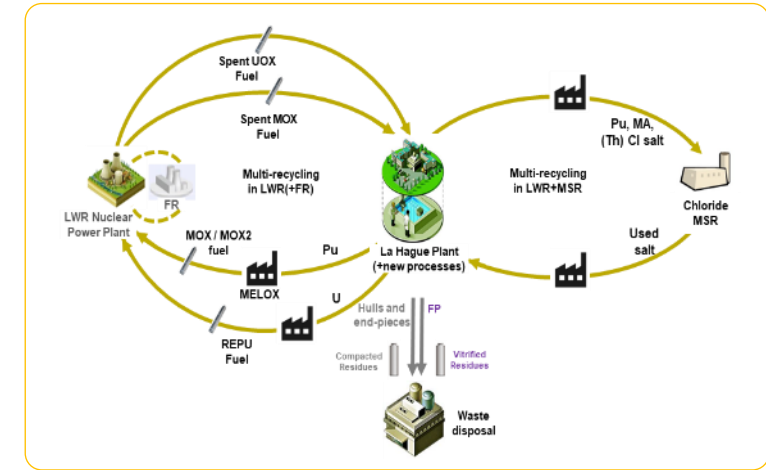 Spent UOX
Fuel
Spent MOX
Fuel
Pu, MA,
(Th) Cl salt
Multi-recycling
in LWR(+FR)
Multi-recycling
in LWR+MSR
FR
LWR Nuclear
Power Plant
Chloride
MSR
MOX / MOX2
fuel
Pu
La Hague Plant
(+new processes)
Used
salt
MELOX
U
Hulls and
end-pieces
FP
REPU
Fuel
Compacted
Residues
Vitrified
Residues
Waste
disposal